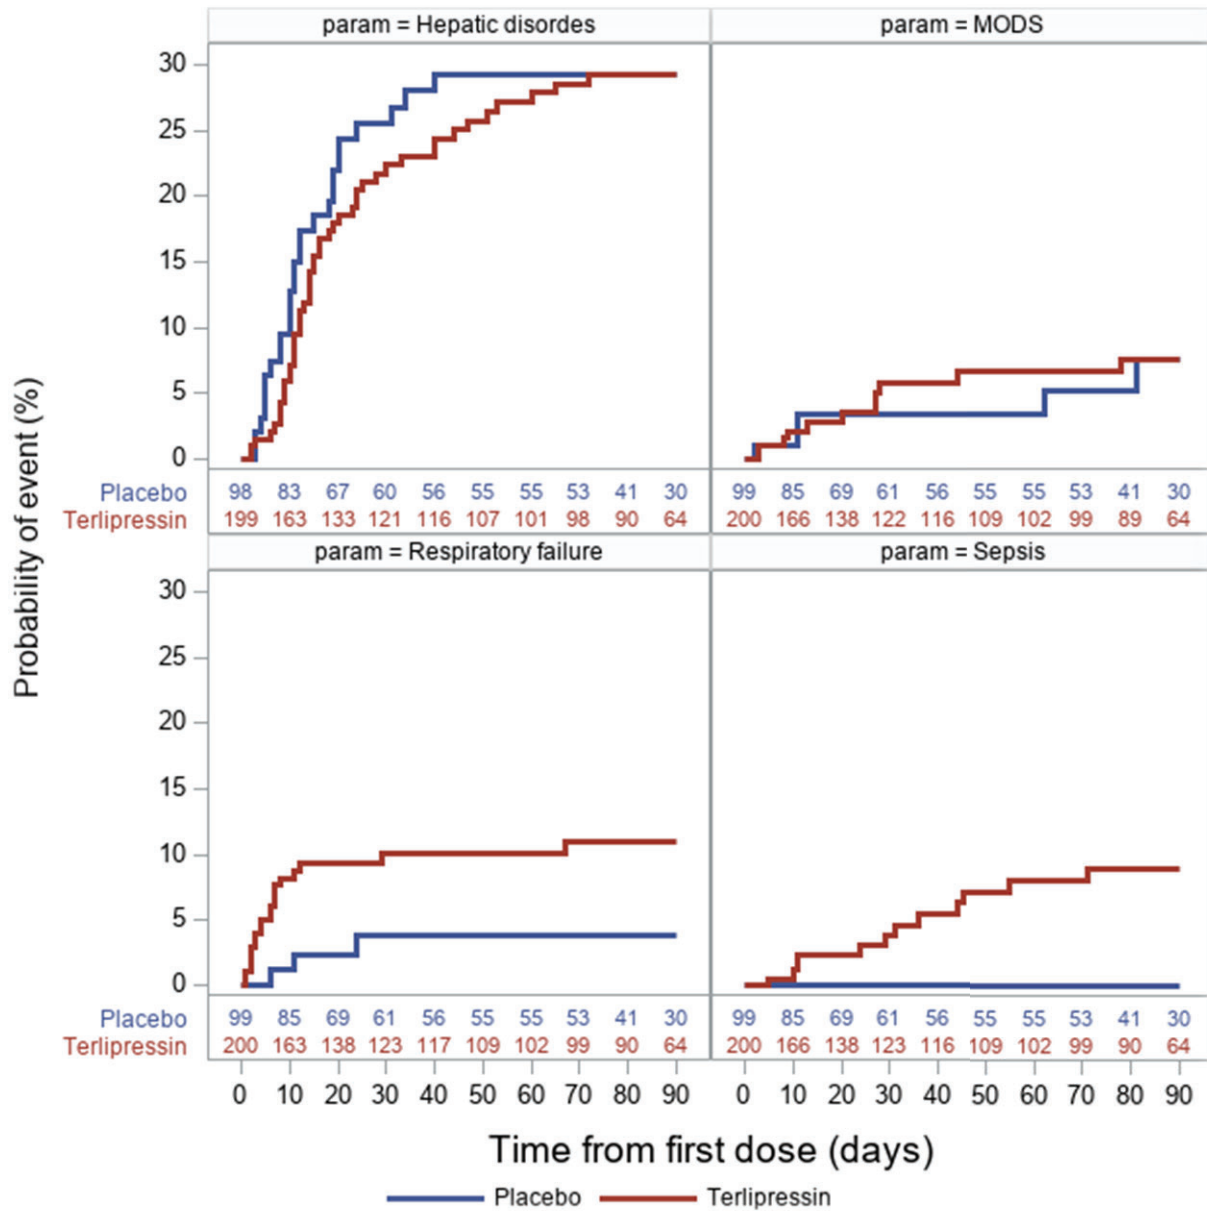 param = Hepatic disordes
param = MODS
30
25
20
15
10
5
0
Placebo 98 83 67 60 56 55 55 53 41 30
99 85 69 61 56 55 55 53 41 30
Terlipressin 199 163 133 121 116 107 101 98 90 64
200 166 138 122 116 109 102 99 89 64
Probability of event (%)
param = Respiratory failure
param = Sepsis
30
25
20
15
10
5
0
Placebo 99 85 69 61 56 55 55 53 41 30
99 85 69 61 56 55 55 53 41 30
Terlipressin 200 163 138 123 117 109 102 99 90 64
200 166 138 123 116 109 102 99 90 64
0 10 20 30 40 50 60 70 80 90
0 10 20 30 40 50 60 70 80 90
Time from first dose (days)
Placebo Terlipressin